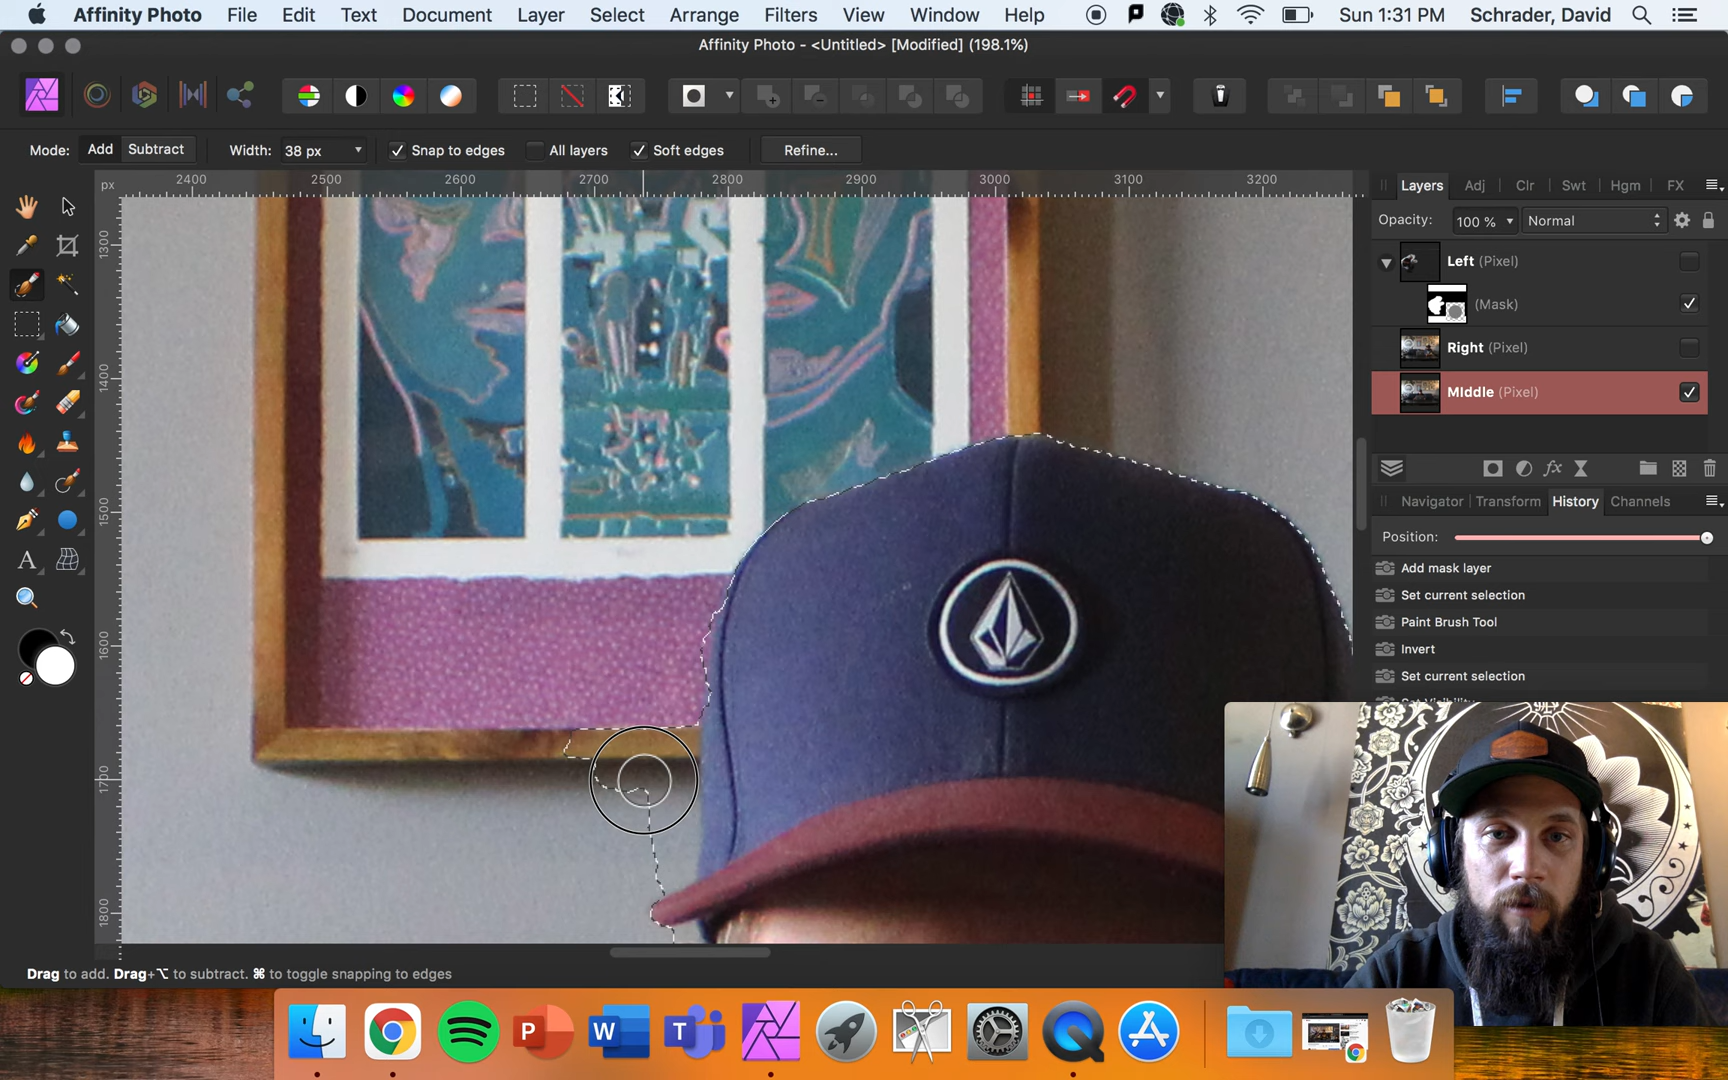 Affinity Photo File Edit Text Document Layer Select Arrange Filters View Window Help Sun 1:31 PM Schrader, David
Affinity Photo - <Untitled> [Modified] (198.1%)
Mode: Add Subtract Width: 38 px Snap to edges All layers Soft edges Refine...
px 2400 2500 2600 2700 2800 2900 3000 3100 3200
1300
1400
1500
1600
1700
1800
Layers Adj Clr Swt Hgm FX
Opacity: 100 % Normal
Left (Pixel)
(Mask)
Right (Pixel)
MIddle (Pixel)
fx
Navigator Transform History Channels
Position:
Add mask layer
Set current selection
Paint Brush Tool
Invert
Set current selection
A
Drag to add. Drag+⌥ to subtract. ⌘ to toggle snapping to edges
P W T